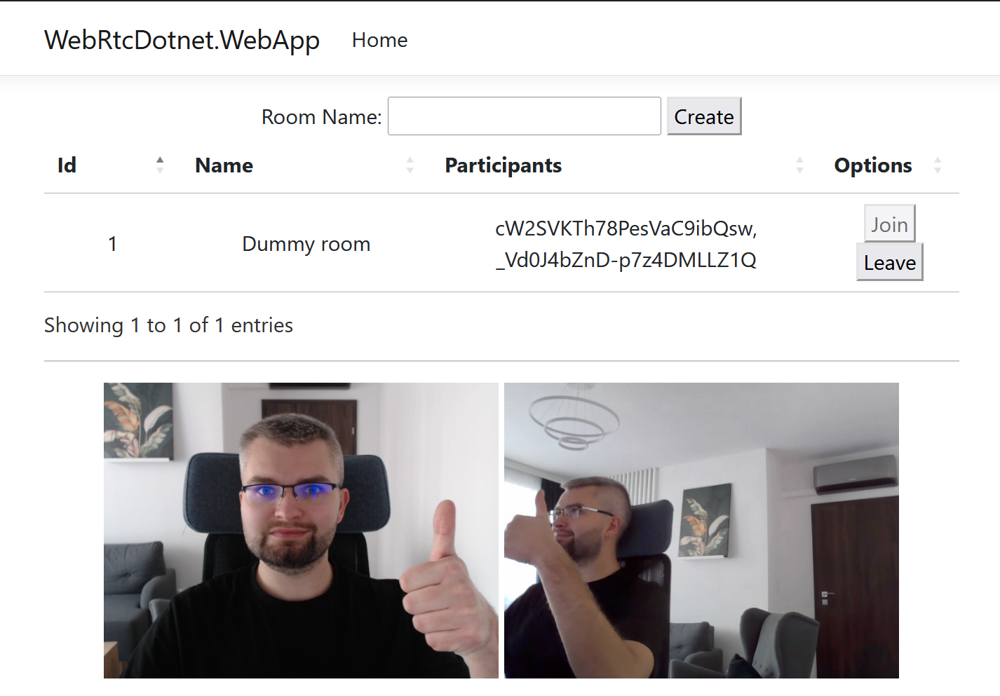 WebRtcDotnet.WebApp Home
Room Name: Create
Id Name Participants Options
1 Dummy room cW2SVKTh78PesVaC9ibQsw,
_Vd0J4bZnD-p7z4DMLLZ1Q
Join
Leave
Showing 1 to 1 of 1 entries